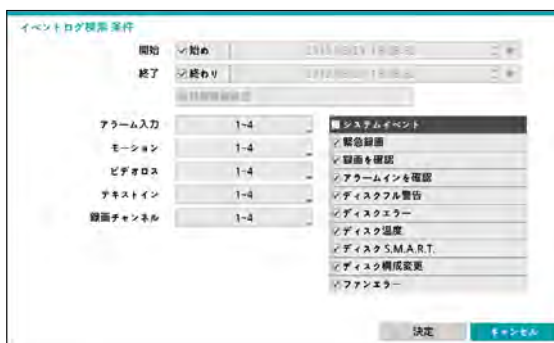 イベントログ検索 条件
開始 始め
終了 終わり
アラーム入力 1~4
モーション 1~4
ビデオロス 1~4
テキストイン 1~4
録画チャンネル 1~4
システムイベント
緊急録画
録画を確認
アラームインを確認
ディスクフル警告
ディスクエラー
ディスク温度
ディスク S.M.A.R.T.
ディスク構成変更
ファンエラー
決定 キャンセル